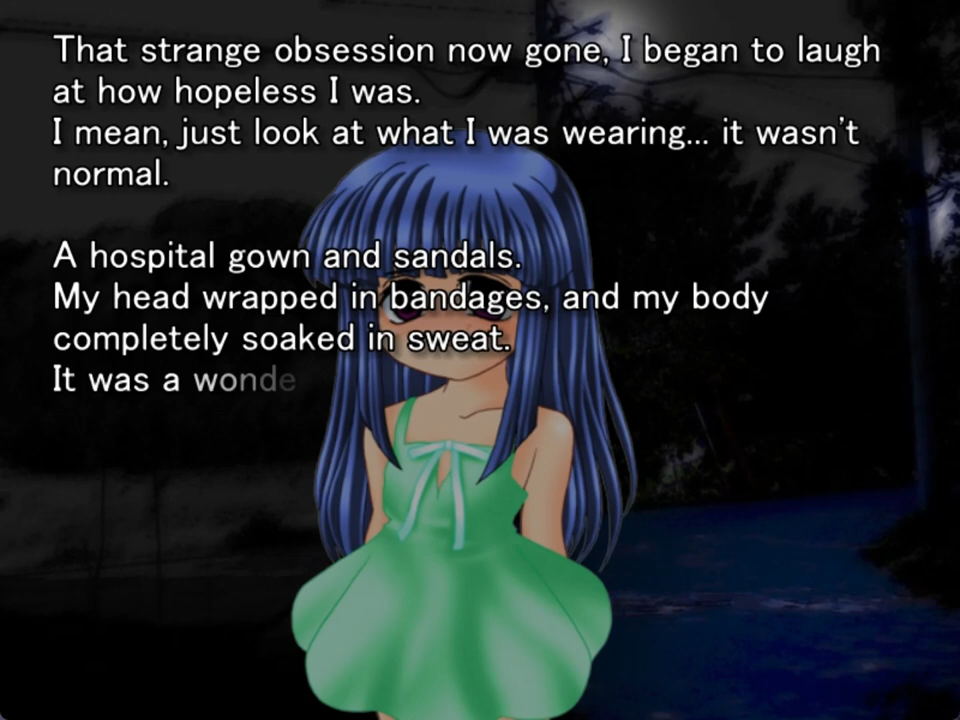 That strange obsession now gone, I began to laugh
at how hopeless I was.
I mean, just look at what I was wearing... it wasn't
normal.
A hospital gown and sandals.
My head wrapped in bandages, and my body
completely soaked in sweat.
It was a wonde